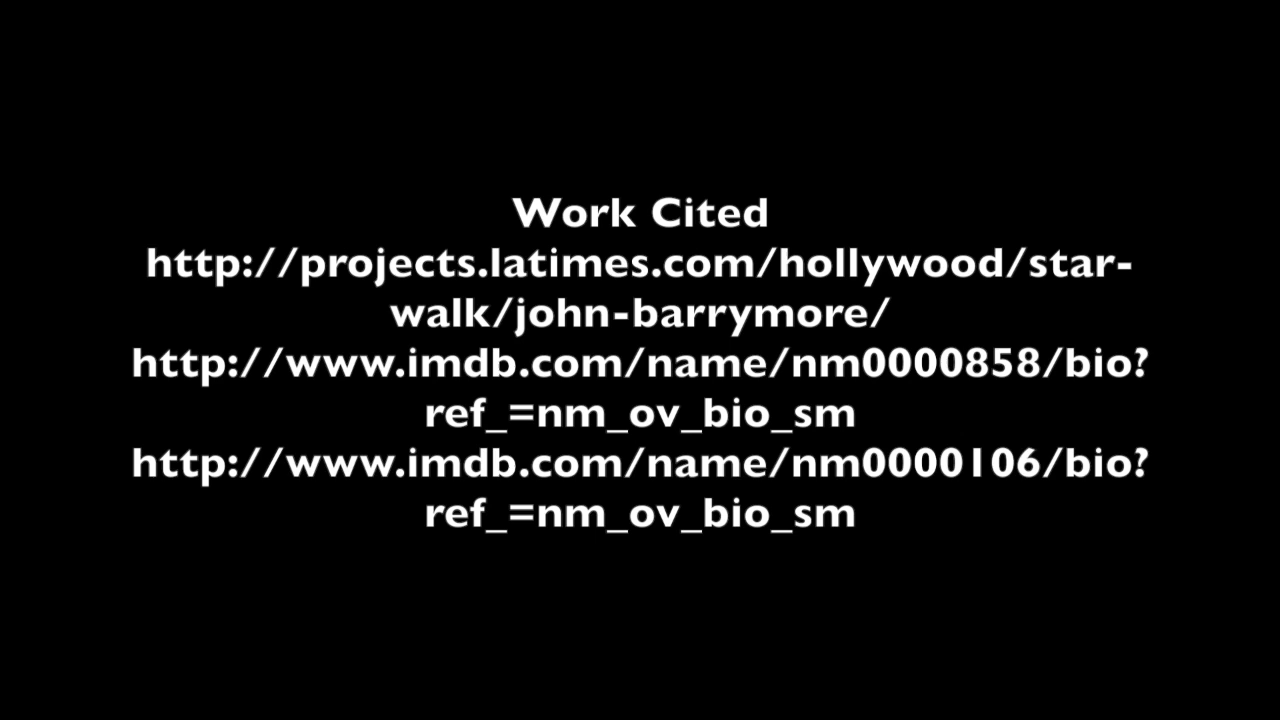 Work Cited
http://projects.latimes.com/hollywood/star-
walk/john-barrymore/
http://www.imdb.com/name/nm0000858/bio?
ref_=nm_ov_bio_sm
http://www.imdb.com/name/nm0000106/bio?
ref_=nm_ov_bio_sm